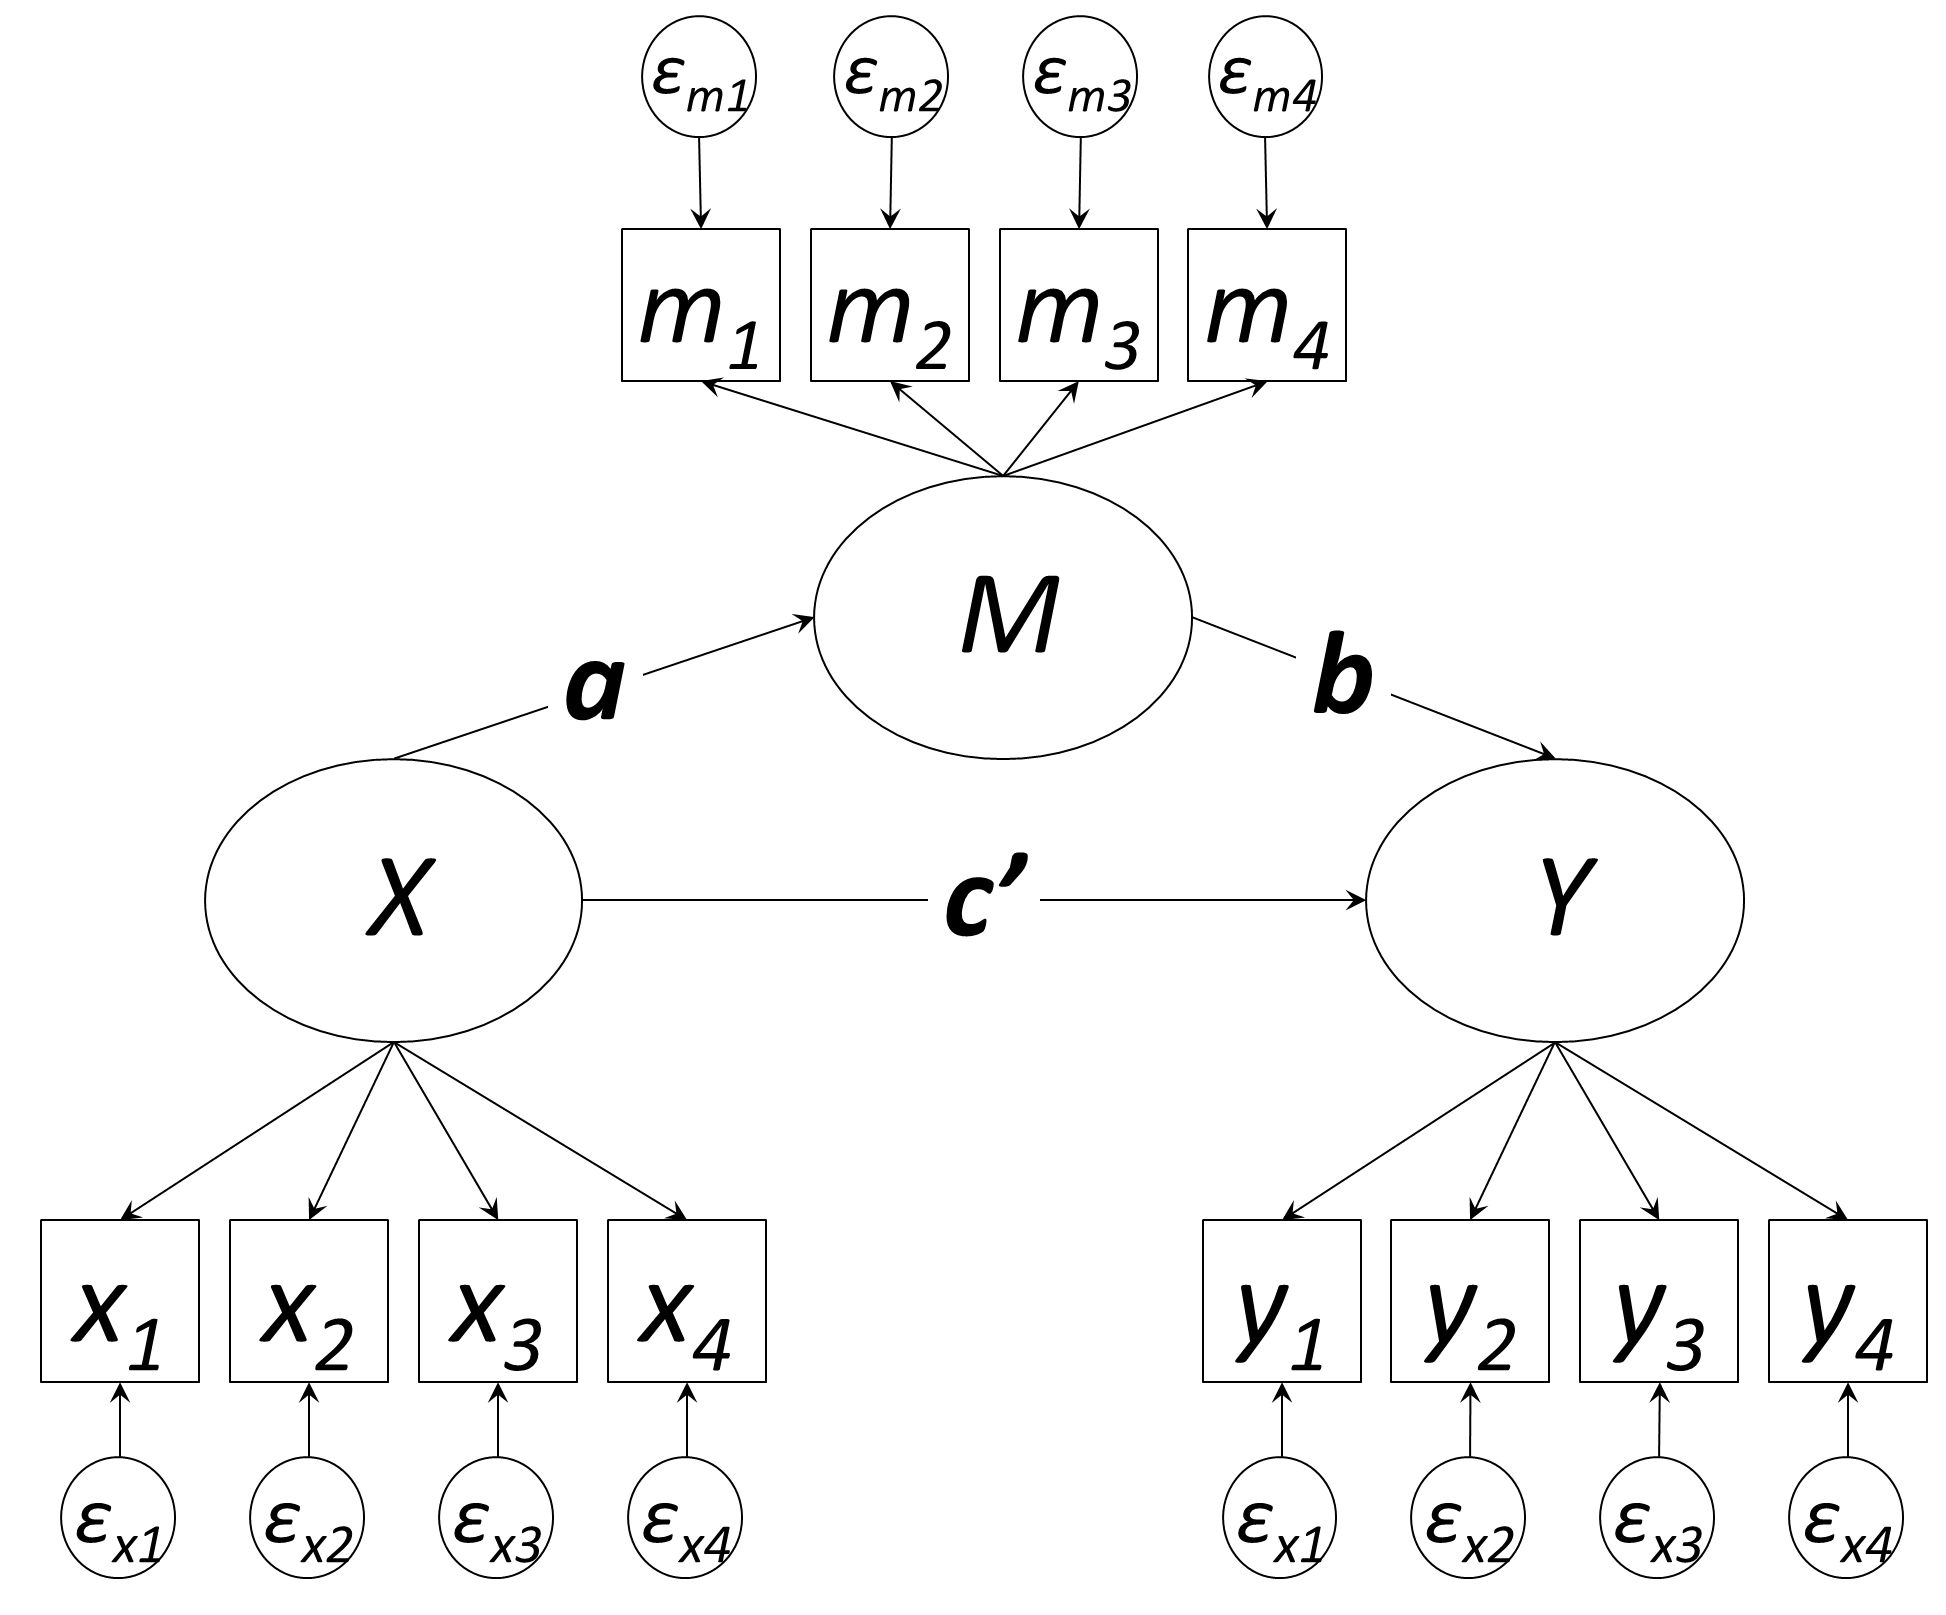 εm1 εm2 εm3 εm4
m1 m2 m3 m4
M
a b
X c’ Y
x1 x2 x3 x4 y1 y2 y3 y4
εx1 εx2 εx3 εx4 εx1 εx2 εx3 εx4